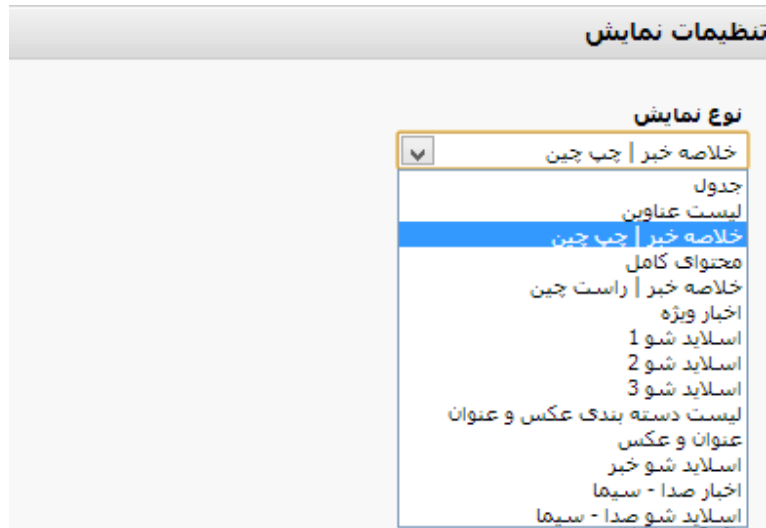 تنظیمات نمایش
نوع نمایش
خلاصه خبر | چپ چین
جدول
لیست عناوین
خلاصه خبر | چپ چین
محتوای کامل
خلاصه خبر | راست چین
اخبار ویژه
اسلاید شو 1
اسلاید شو 2
اسلاید شو 3
لیست دسته بندی عکس و عنوان
عنوان و عکس
اسلاید شو خبر
اخبار صدا - سیما
اسلاید شو صدا - سیما